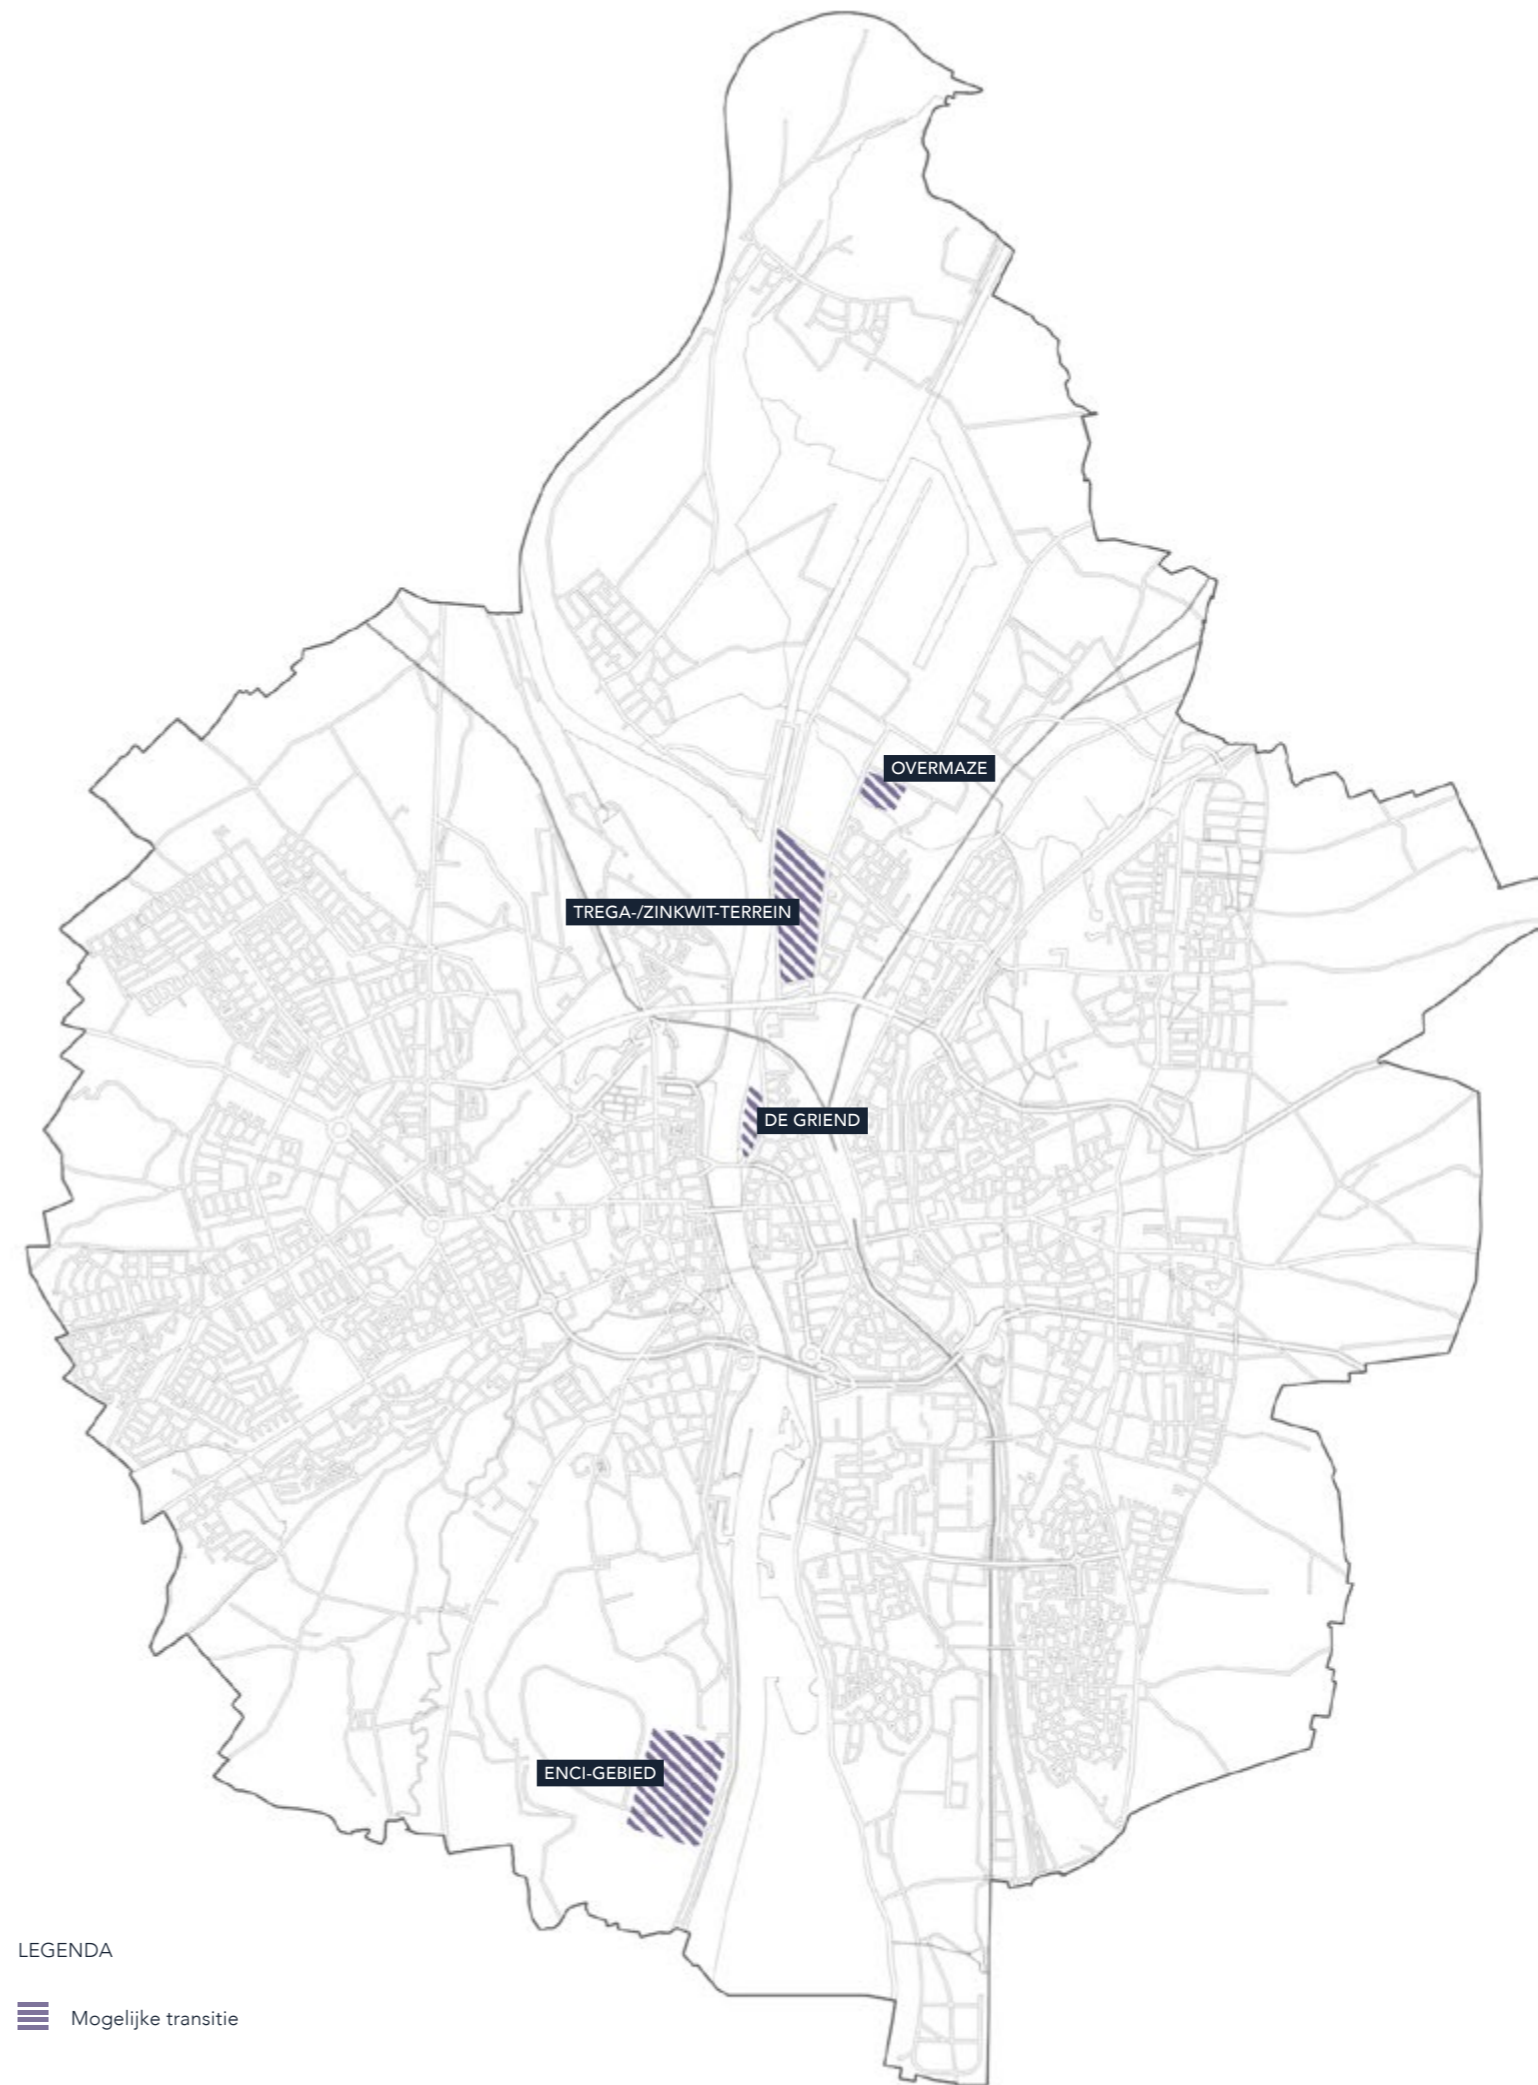 OVERMAZE
TREGA-/ZINKWIT-TERREIN
DE GRIEND
ENCI-GEBIED
LEGENDA
Mogelijke transitie